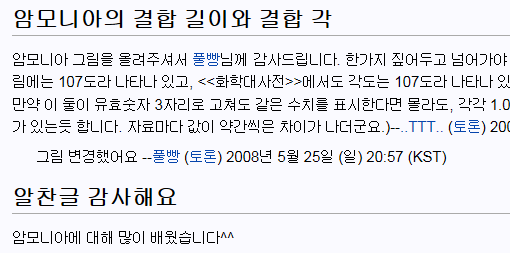 암모니아의 결합 길이와 결합 각
암모니아 그림을 올려주셔서 풀빵님께 감사드립니다. 한가지 짚어두고 넘어가야
림에는 107도라 나타나 있고, <<화학대사전>>에서도 각도는 107도라 나타나 있
만약 이 둘이 유효숫자 3자리로 고쳐도 같은 수치를 표시한다면 몰라도, 각각 1.0
가 있는듯 합니다. 자료마다 값이 약간씩은 차이가 나더군요.)--..TTT.. (토론) 200
그림 변경했어요 --풀빵 (토론) 2008년 5월 25일 (일) 20:57 (KST)
알찬글 감사해요
암모니아에 대해 많이 배웠습니다^^